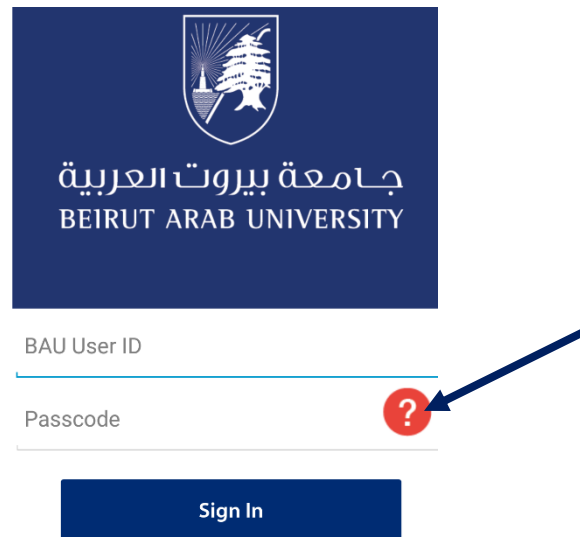 جامعة بيروت العربية
BEIRUT ARAB UNIVERSITY
BAU User ID
Passcode
?
Sign In